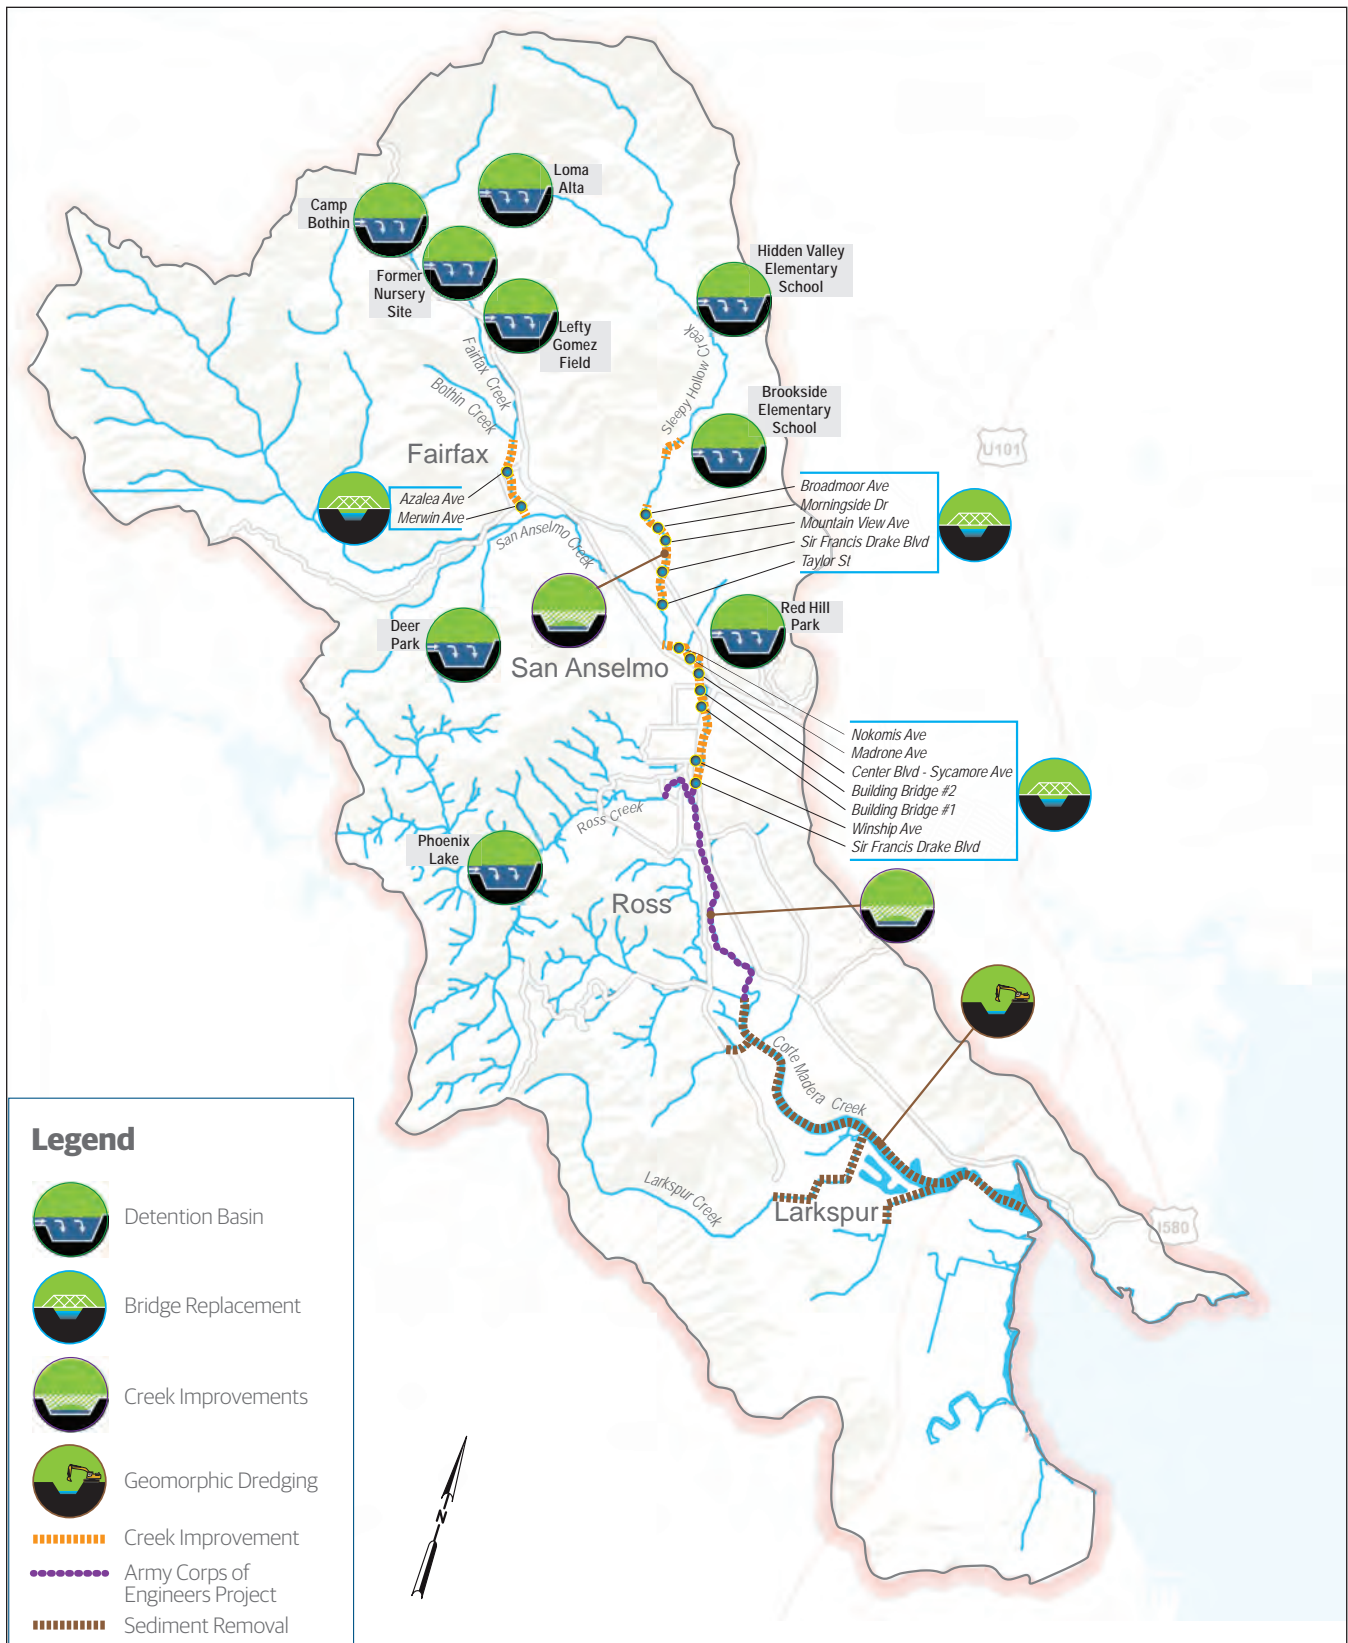 Loma
Alta
Camp
Bothin
Former
Nursery
Site
Lefty
Gomez
Field
Hidden Valley
Elementary
School
Fairfax Creek
Bothin Creek
Sleepy Hollow Creek
Brookside
Elementary
School
U101
Fairfax
Azalea Ave
Merwin Ave
San Anselmo Creek
Broadmoor Ave
Morningside Dr
Mountain View Ave
Sir Francis Drake Blvd
Taylor St
Deer
Park
Red Hill
Park
San Anselmo
Nokomis Ave
Madrone Ave
Center Blvd - Sycamore Ave
Building Bridge #2
Building Bridge #1
Winship Ave
Sir Francis Drake Blvd
Ross Creek
Phoenix
Lake
Ross
Corte Madera Creek
Larkspur Creek
Larkspur
I580
N
Legend
Detention Basin
Bridge Replacement
Creek Improvements
Geomorphic Dredging
Creek Improvement
Army Corps of
Engineers Project
Sediment Removal